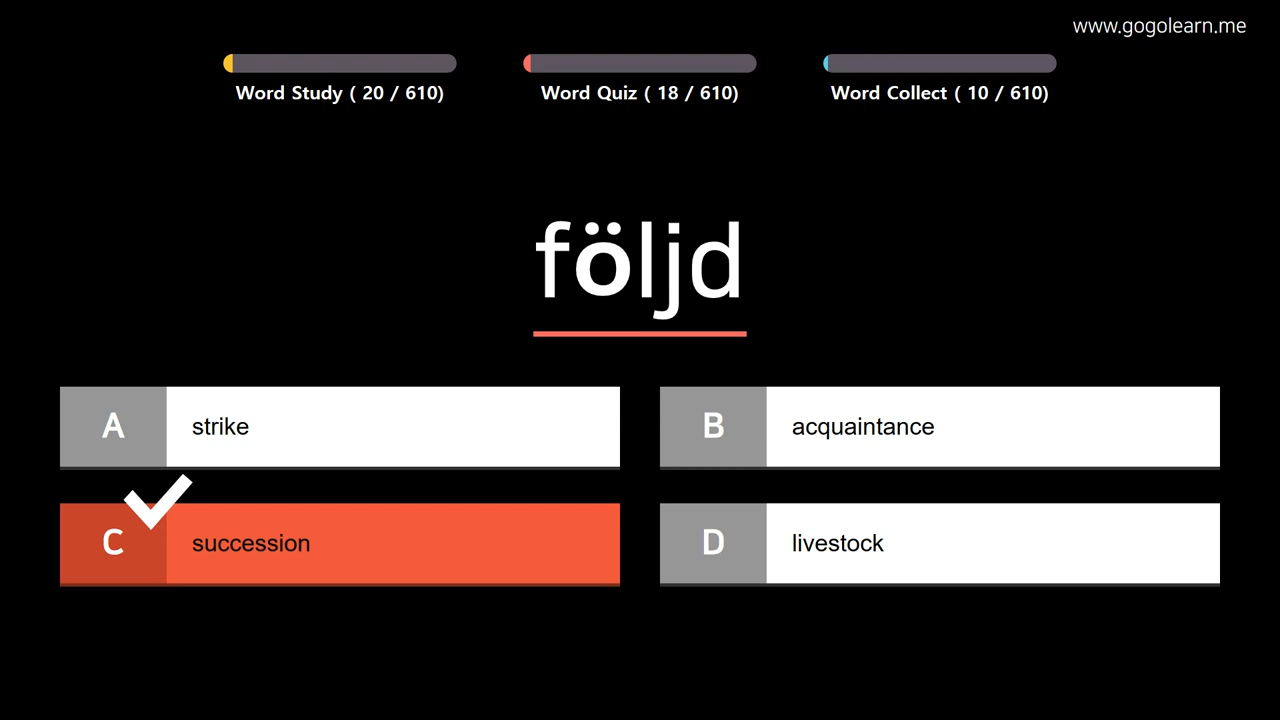 www.gogolearn.me
Word Study ( 20 / 610)
Word Quiz ( 18 / 610)
Word Collect ( 10 / 610)
följd
A strike
B acquaintance
C succession
D livestock